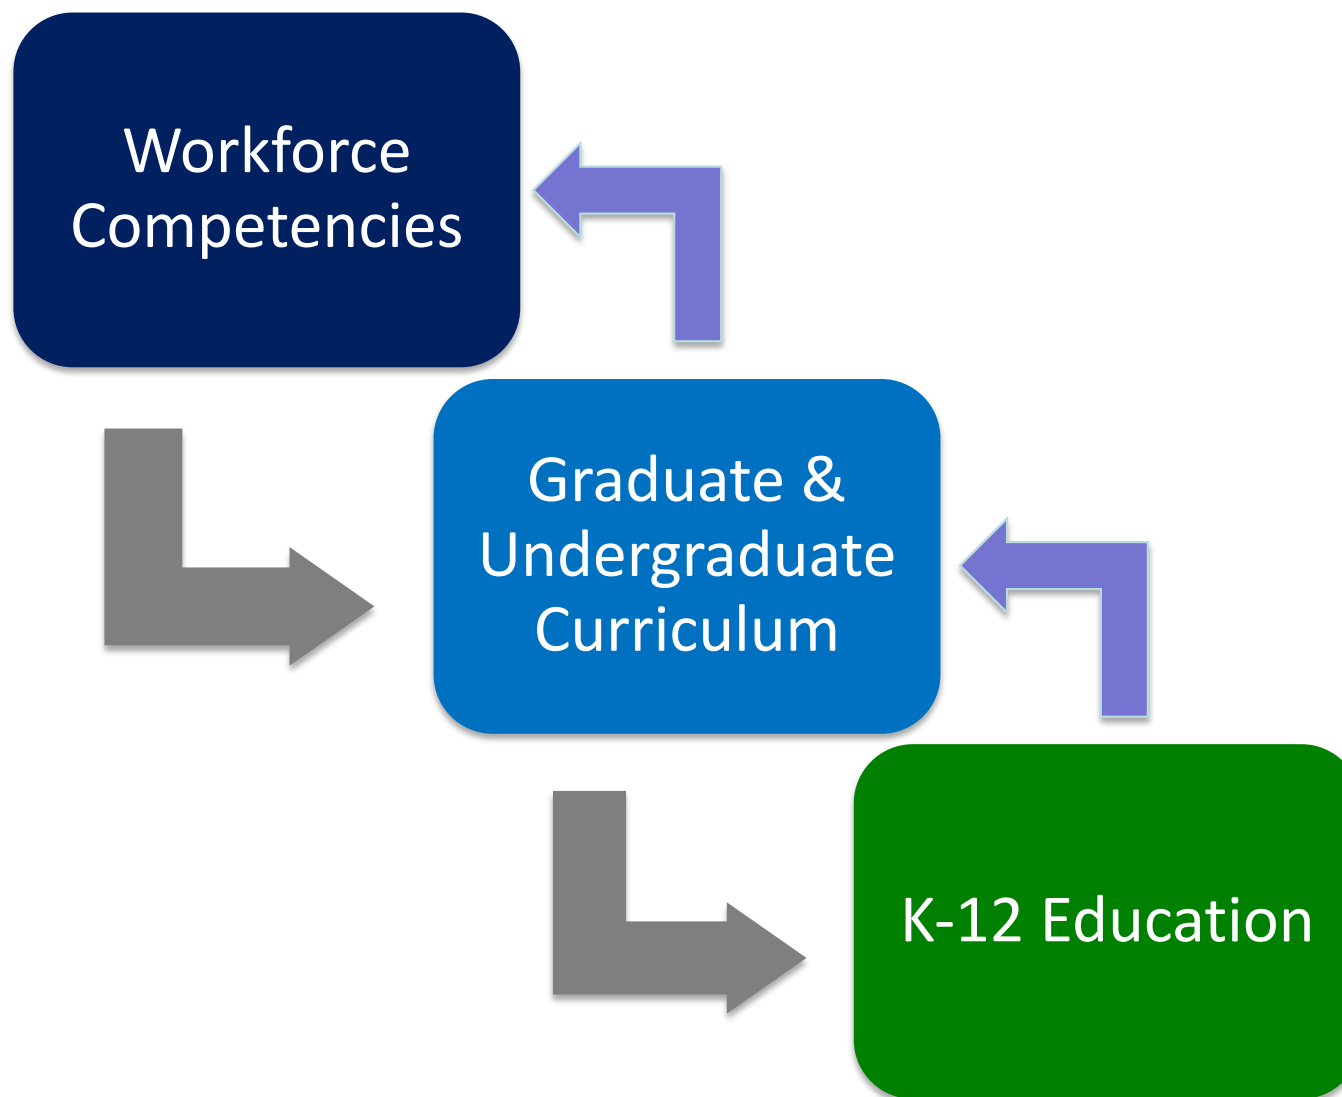 Workforce
Competencies
Graduate &
Undergraduate
Curriculum
K-12 Education